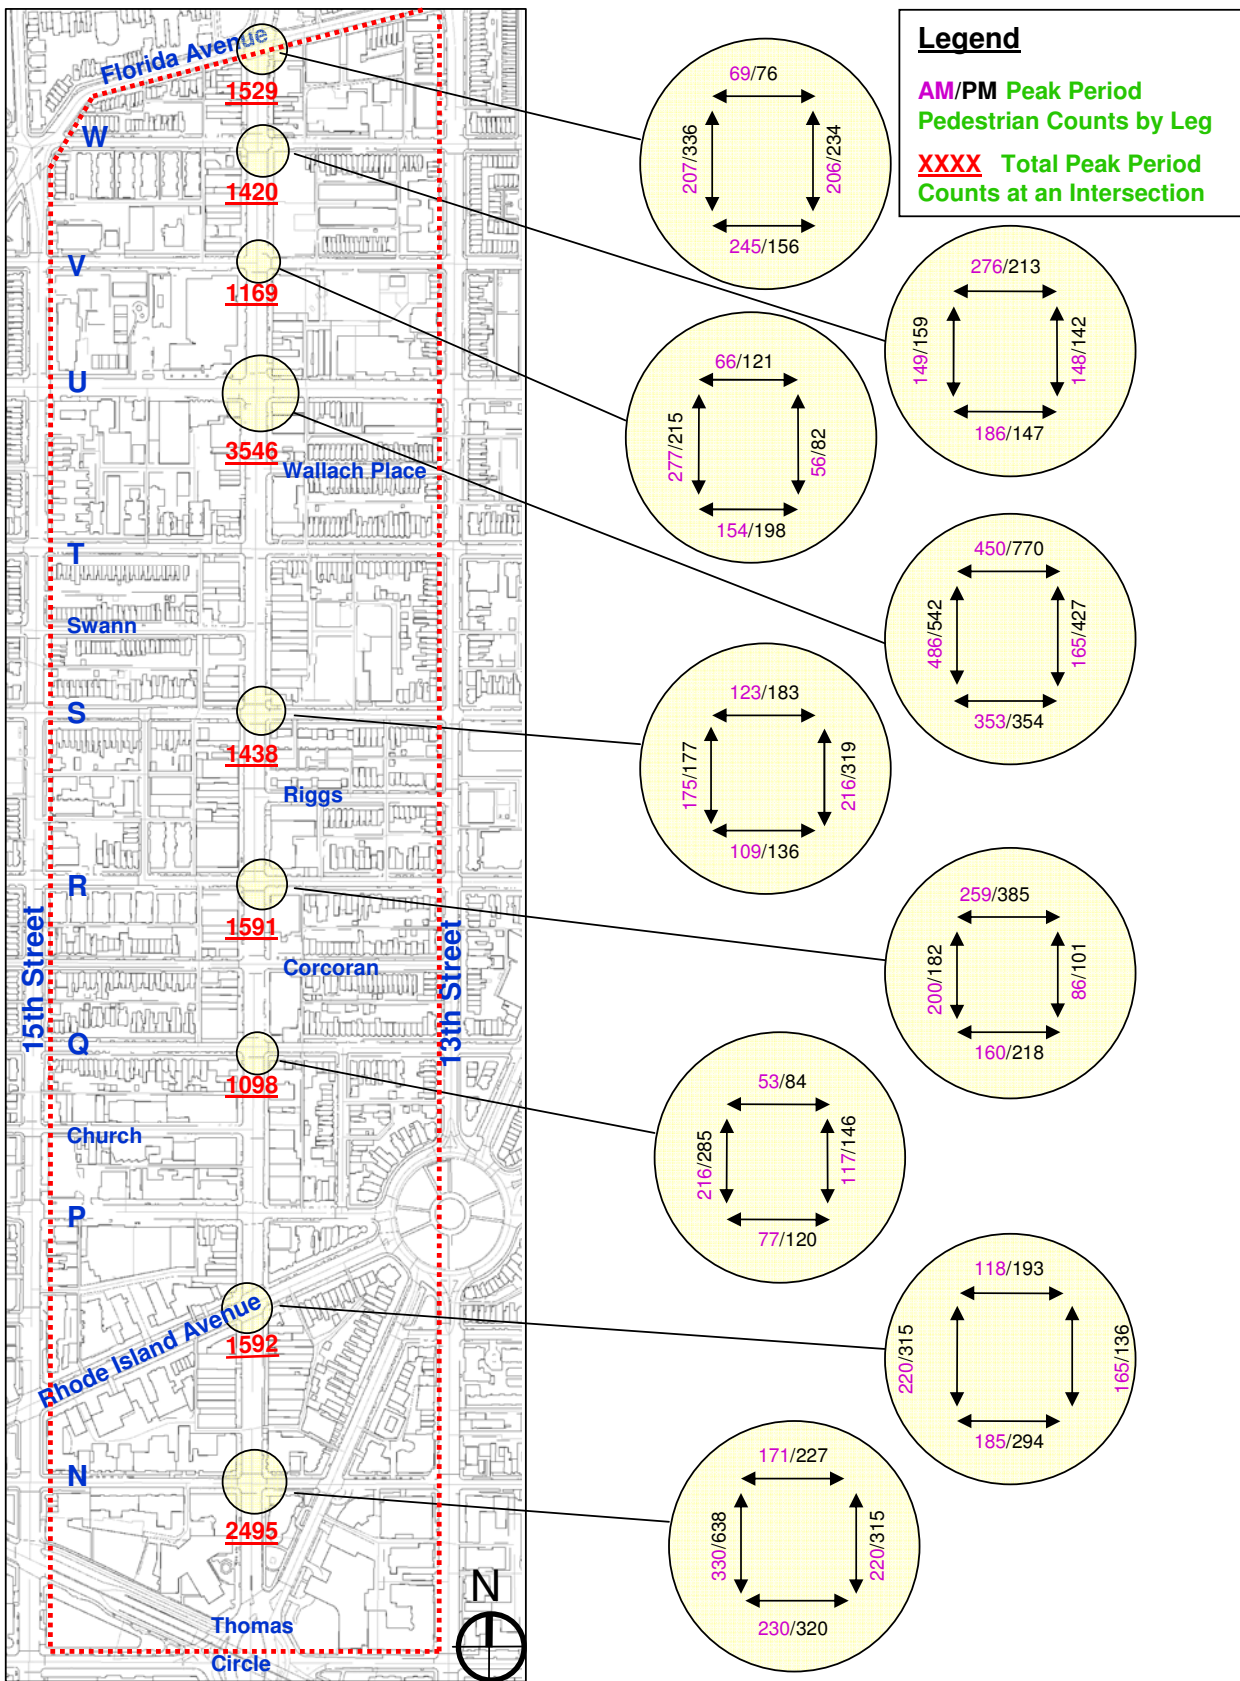 Florida Avenue
1529
W
1420
V
1169
U
3546
Wallach Place
T
Swann
S
1438
Riggs
R
1591
15th Street
Corcoran
13th Street
Q
1098
Church
P
Rhode Island Avenue
1592
N
2495
N
Thomas
Circle
Legend
AM/PM Peak Period
Pedestrian Counts by Leg
XXXX Total Peak Period
Counts at an Intersection
69/76
207/336
206/234
245/156
276/213
149/159
148/142
186/147
66/121
277/215
56/82
154/198
450/770
486/542
165/427
353/354
123/183
175/177
216/319
109/136
259/385
200/182
86/101
160/218
53/84
216/285
117/146
77/120
118/193
220/315
165/136
185/294
171/227
330/638
220/315
230/320